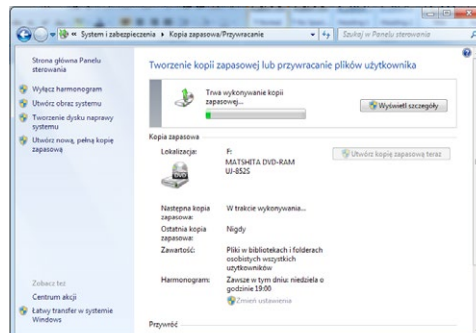 « System i zabezpieczenia ▸ Kopia zapasowa/Przywracanie
Szukaj w Panelu sterowania
Strona główna Panelu
sterowania
Wyłącz harmonogram
Utwórz obraz systemu
Tworzenie dysku naprawy
systemu
Utwórz nową, pełną kopię
zapasową
Zobacz też
Centrum akcji
Łatwy transfer w systemie
Windows
Tworzenie kopii zapasowej lub przywracanie plików użytkownika
Trwa wykonywanie kopii
zapasowej...
Wyświetl szczegóły
Kopia zapasowa
Lokalizacja:
F:
MATSHITA DVD-RAM
UJ-852S
DVD
Utwórz kopię zapasową teraz
Następna kopia
zapasowa:
W trakcie wykonywania...
Ostatnia kopia
zapasowa:
Nigdy
Zawartość:
Pliki w bibliotekach i folderach
osobistych wszystkich
użytkowników
Harmonogram:
Zawsze w tym dniu: niedziela o
godzinie 19:00
Zmień ustawienia
Przywróć